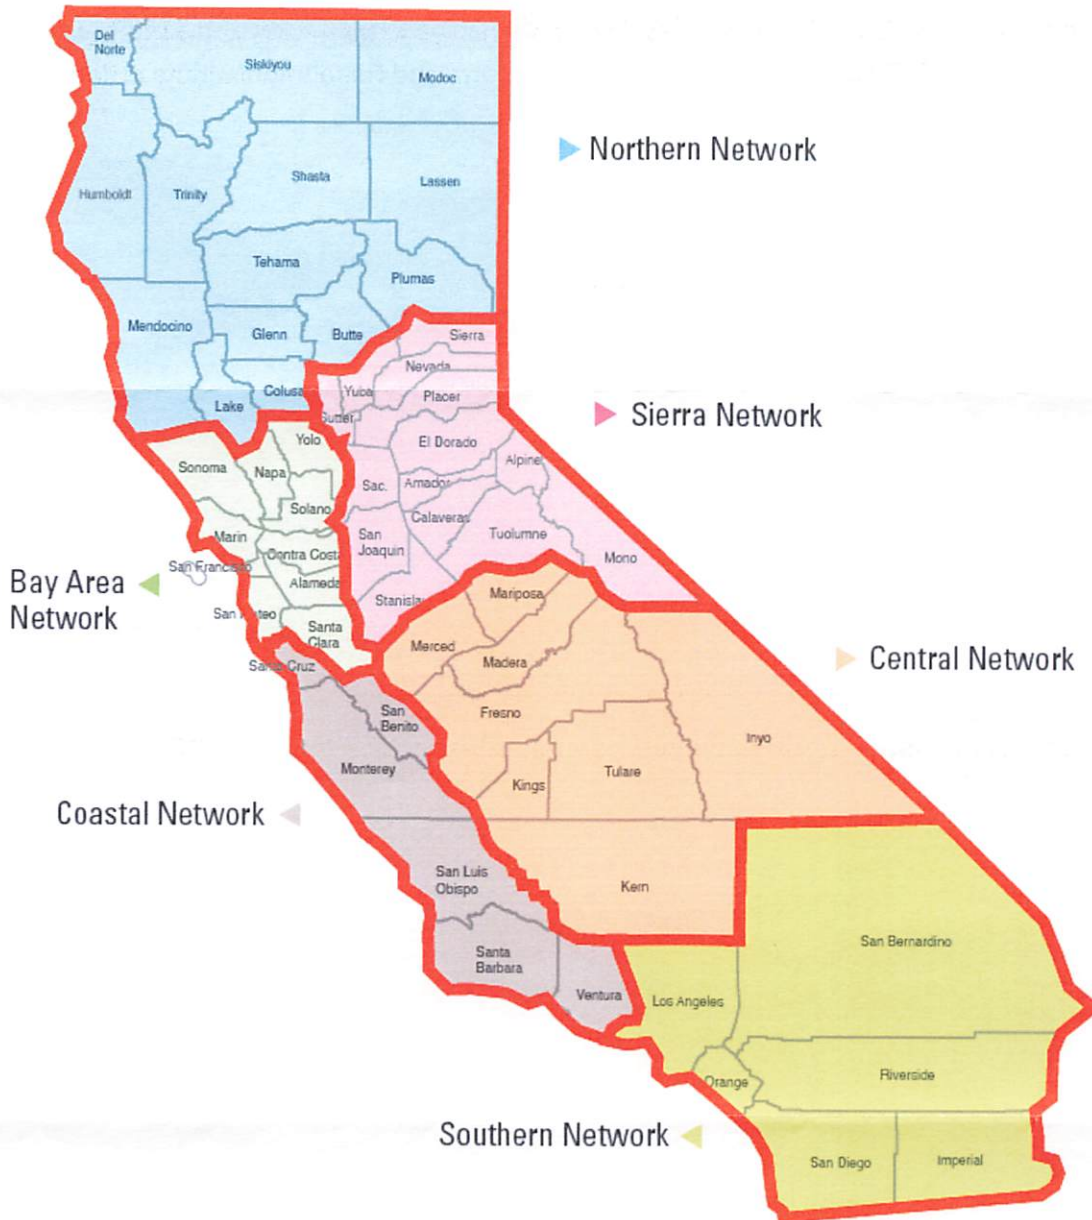 Del
Norte
Siskiyou
Modoc
Northern Network
Humboldt
Trinity
Shasta
Lassen
Tehama
Plumas
Mendocino
Glenn
Butte
Sierra
Lake
Colusa
Yuba
Nevada
Placer
Sutter
Sierra Network
Sonoma
Napa
Yolo
El Dorado
Alpine
Sac.
Amador
Solano
Calaveras
Marin
Contra Costa
San
Joaquin
Tuolumne
Mono
San Francisco
Alameda
Bay Area
Network
San Mateo
Stanislau
Mariposa
Santa
Clara
Merced
Madera
Santa Cruz
Central Network
San
Benito
Fresno
Inyo
Monterey
Kings
Tulare
Coastal Network
San Luis
Obispo
Kern
San Bernardino
Santa
Barbara
Ventura
Los Angeles
Orange
Riverside
Southern Network
San Diego
Imperial